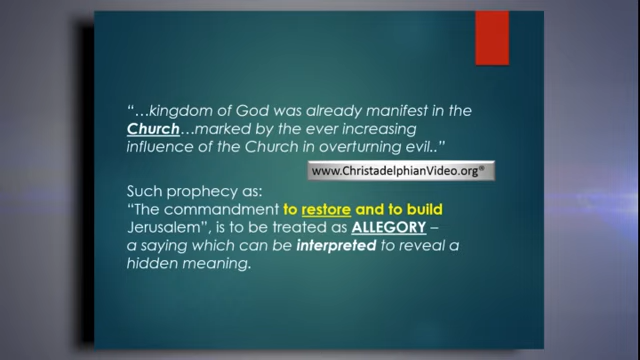 “…kingdom of God was already manifest in the
Church…marked by the ever increasing
influence of the Church in overturning evil..”
www.ChristadelphianVideo.org®
Such prophecy as:
“The commandment to restore and to build
Jerusalem”, is to be treated as ALLEGORY –
a saying which can be interpreted to reveal a
hidden meaning.